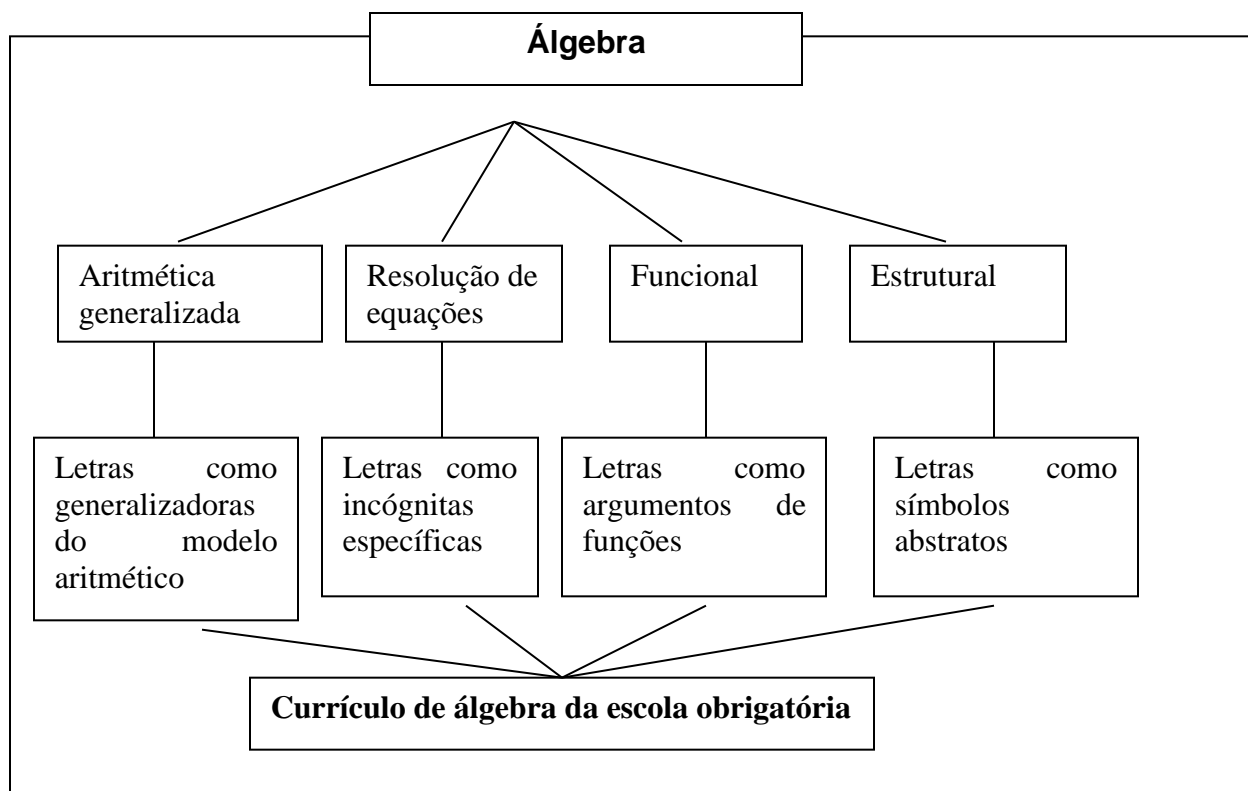 Álgebra
Aritmética
generalizada
Resolução de
equações
Funcional
Estrutural
Letras como
generalizadoras
do modelo
aritmético
Letras como
incógnitas
específicas
Letras como
argumentos de
funções
Letras como
símbolos
abstratos
Currículo de álgebra da escola obrigatória